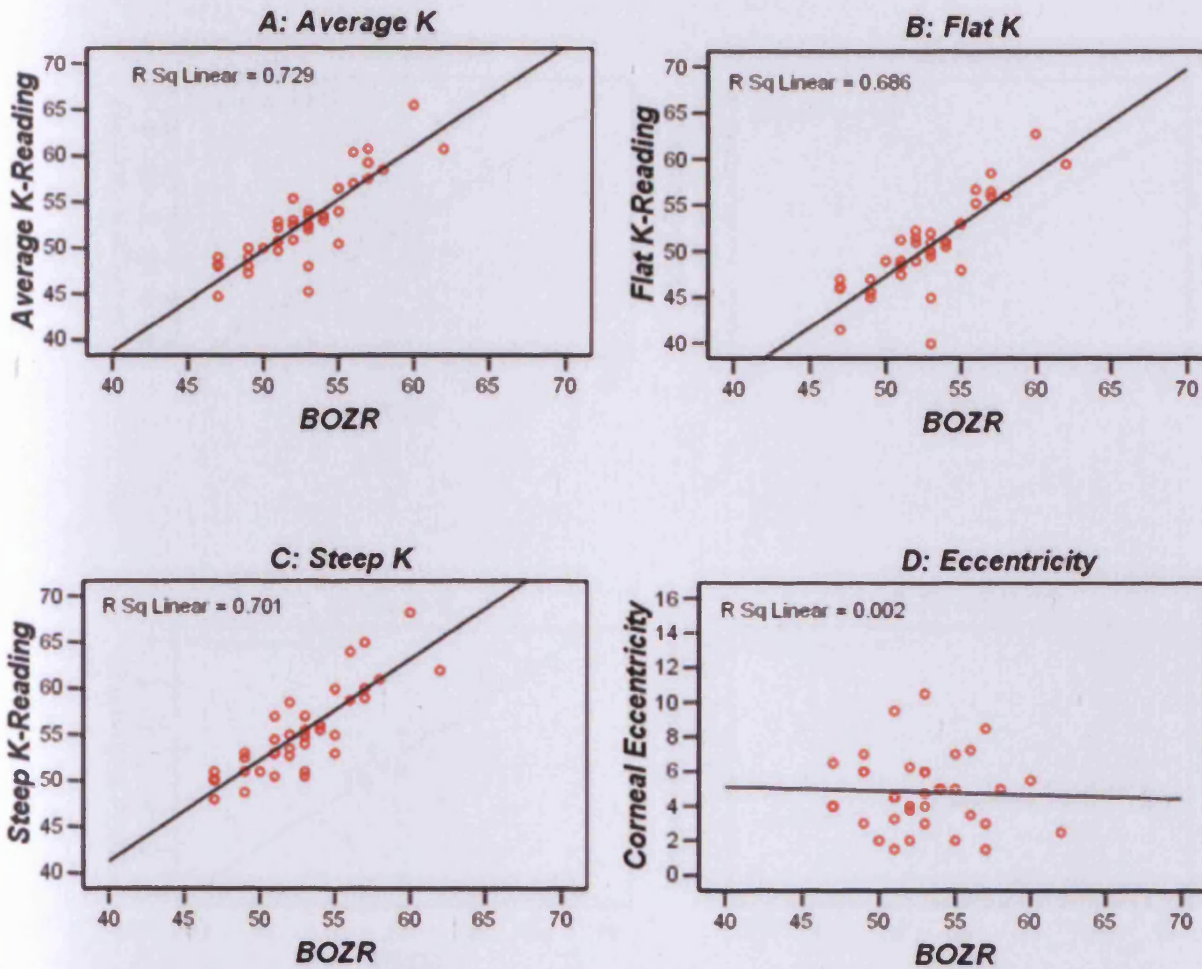 A: Average K
R Sq Linear = 0.729
Average K-Reading
70
65
60
55
50
45
40
40 45 50 55 60 65 70
BOZR
B: Flat K
R Sq Linear = 0.686
Flat K-Reading
70
65
60
55
50
45
40
40 45 50 55 60 65 70
BOZR
C: Steep K
R Sq Linear = 0.701
Steep K-Reading
70
65
60
55
50
45
40
40 45 50 55 60 65 70
BOZR
D: Eccentricity
R Sq Linear = 0.002
Corneal Eccentricity
16
14
12
10
8
6
4
2
0
40 45 50 55 60 65 70
BOZR